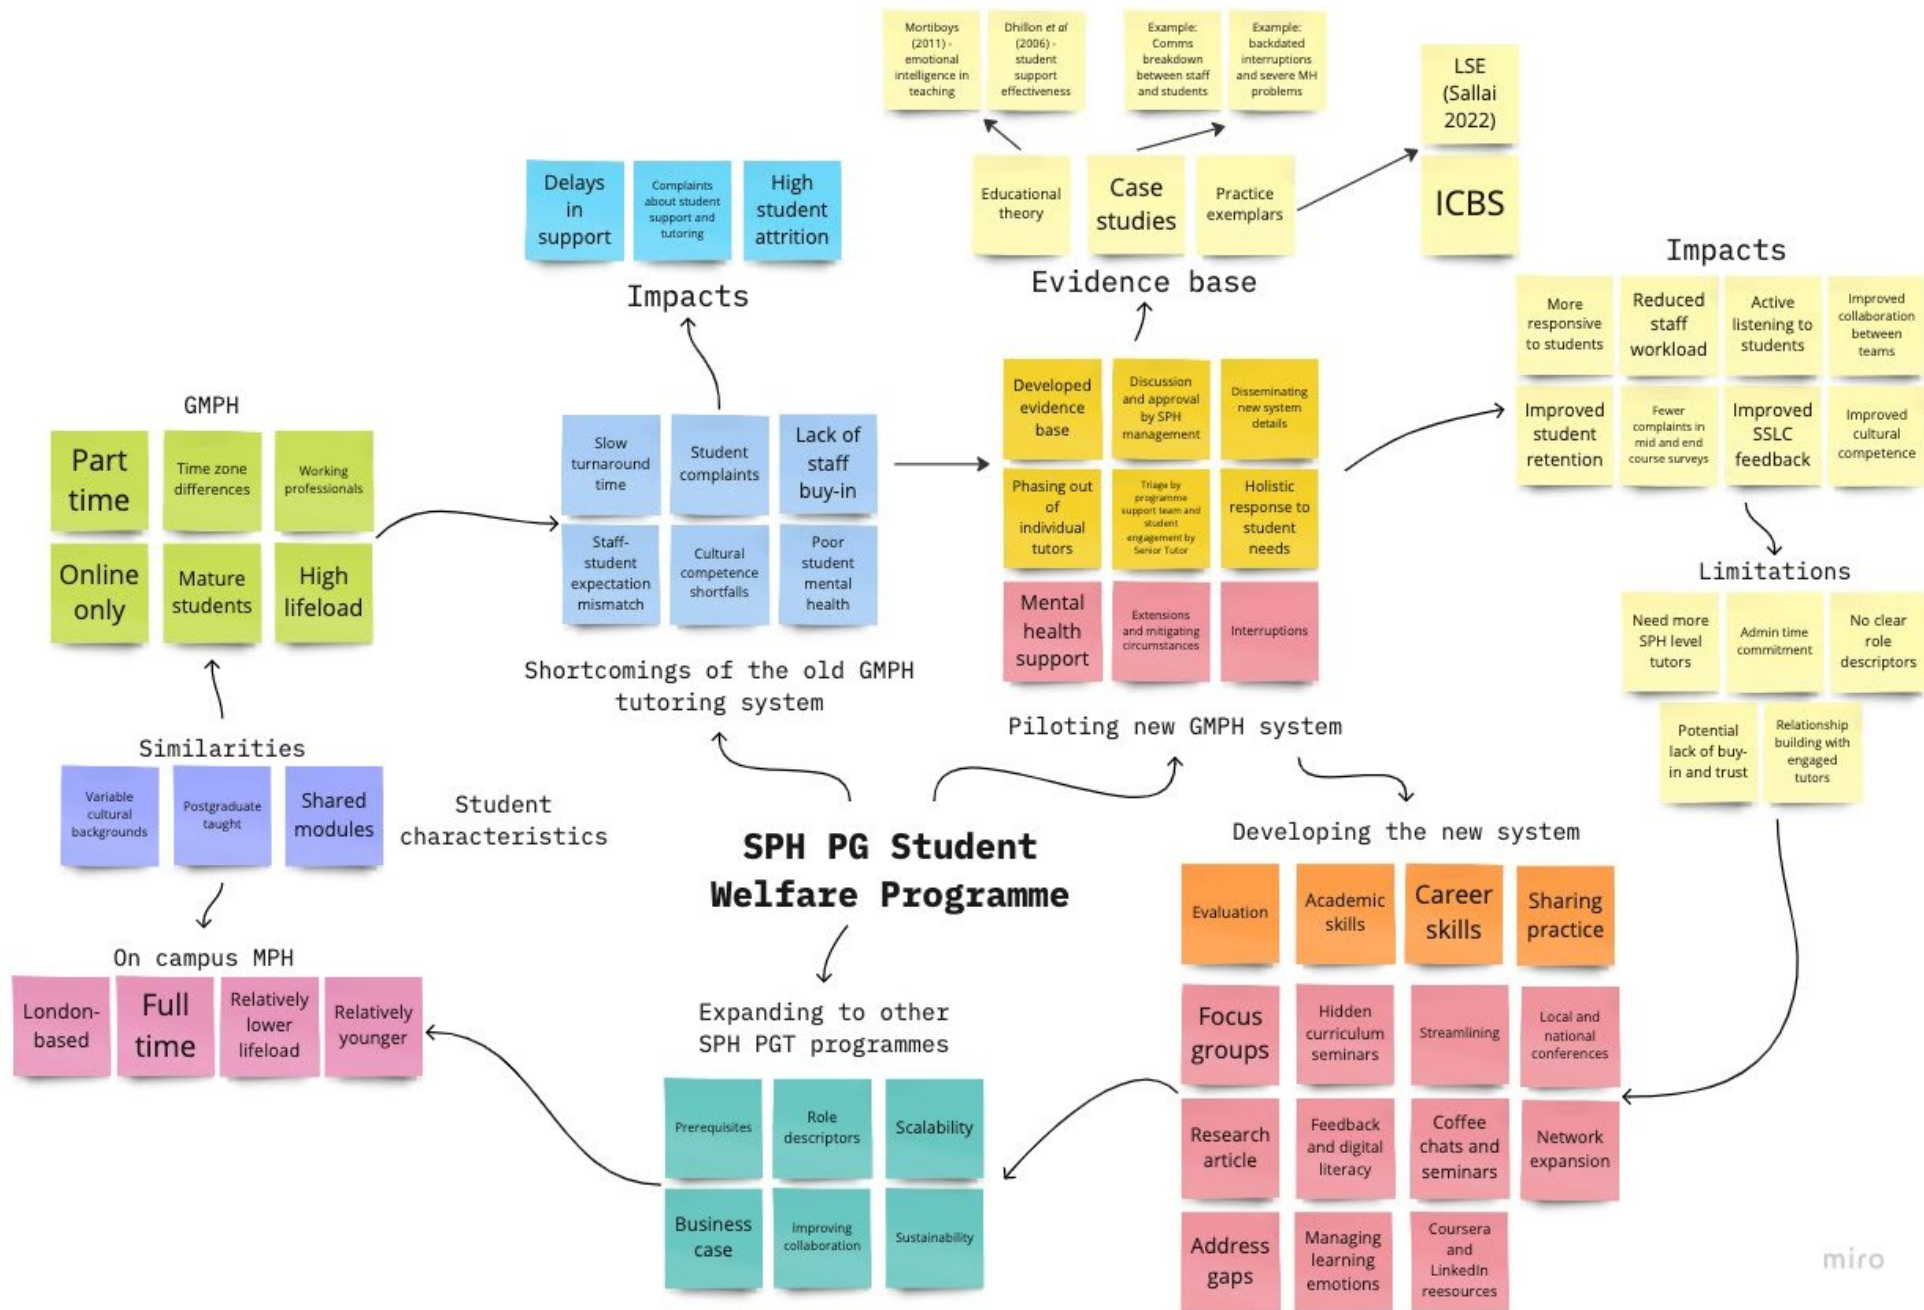 Mortiboys
(2011) -
emotional
intelligence in
teaching
Dhillon et al
(2006) -
student
support
effectiveness
Example:
Comms
breakdown
between staff
and students
Example:
backdated
interruptions
and severe MH
problems
LSE
(Sallai
2022)
ICBS
Educational
theory
Case
studies
Practice
exemplars
Evidence base
Delays
in
support
Complaints
about student
support and
tutoring
High
student
attrition
Impacts
Impacts
More
responsive
to students
Reduced
staff
workload
Active
listening to
students
Improved
collaboration
between
teams
Improved
student
retention
Fewer
complaints in
mid and end
course surveys
Improved
SSLC
feedback
Improved
cultural
competence
GMPH
Part
time
Time zone
differences
Working
professionals
Online
only
Mature
students
High
lifeload
Slow
turnaround
time
Student
complaints
Lack of
staff
buy-in
Staff-
student
expectation
mismatch
Cultural
competence
shortfalls
Poor
student
mental
health
Shortcomings of the old GMPH
tutoring system
Developed
evidence
base
Discussion
and approval
by SPH
management
Disseminating
new system
details
Phasing out
of
individual
tutors
Triage by
programme
support team and
student
engagement by
Senior Tutor
Holistic
response to
student
needs
Mental
health
support
Extensions
and mitigating
circumstances
Interruptions
Piloting new GMPH system
Limitations
Need more
SPH level
tutors
Admin time
commitment
No clear
role
descriptors
Potential
lack of buy-
in and trust
Relationship
building with
engaged
tutors
Similarities
Variable
cultural
backgrounds
Postgraduate
taught
Shared
modules
Student
characteristics
SPH PG Student
Welfare Programme
Developing the new system
Evaluation
Academic
skills
Career
skills
Sharing
practice
Focus
groups
Hidden
curriculum
seminars
Streamlining
Local and
national
conferences
Research
article
Feedback
and digital
literacy
Coffee
chats and
seminars
Network
expansion
Address
gaps
Managing
learning
emotions
Coursera
and
LinkedIn
reesources
On campus MPH
London-
based
Full
time
Relatively
lower
lifeload
Relatively
younger
Expanding to other
SPH PGT programmes
Prerequisites
Role
descriptors
Scalability
Business
case
Improving
collaboration
Sustainability
miro